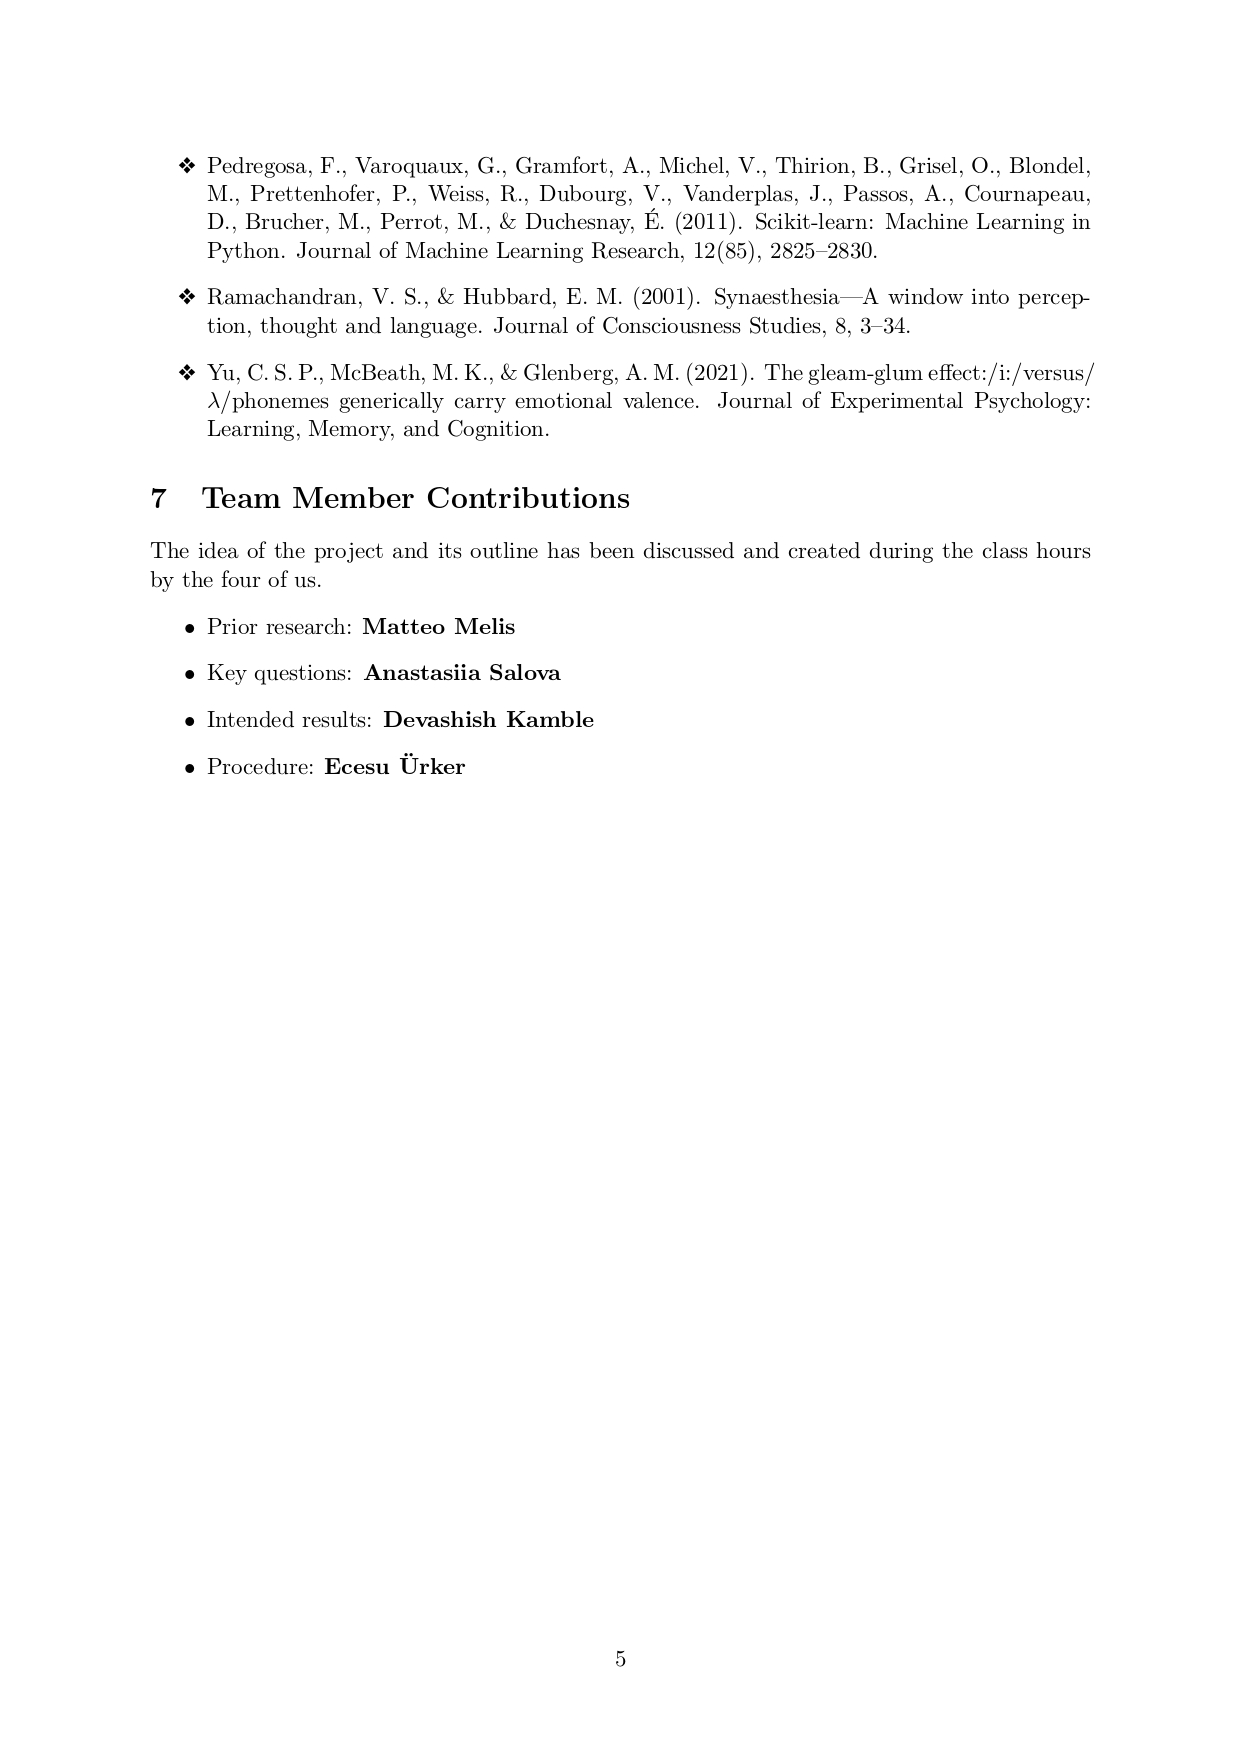 ❖ Pedregosa, F., Varoquaux, G., Gramfort, A., Michel, V., Thirion, B., Grisel, O., Blondel,
M., Prettenhofer, P., Weiss, R., Dubourg, V., Vanderplas, J., Passos, A., Cournapeau,
D., Brucher, M., Perrot, M., & Duchesnay, É. (2011). Scikit-learn: Machine Learning in
Python. Journal of Machine Learning Research, 12(85), 2825–2830.
❖ Ramachandran, V. S., & Hubbard, E. M. (2001). Synaesthesia—A window into percep-
tion, thought and language. Journal of Consciousness Studies, 8, 3–34.
❖ Yu, C. S. P., McBeath, M. K., & Glenberg, A. M. (2021). The gleam-glum effect:/i:/versus/
λ/phonemes generically carry emotional valence. Journal of Experimental Psychology:
Learning, Memory, and Cognition.
7 Team Member Contributions
The idea of the project and its outline has been discussed and created during the class hours
by the four of us.
• Prior research: Matteo Melis
• Key questions: Anastasiia Salova
• Intended results: Devashish Kamble
• Procedure: Ecesu Ürker
5